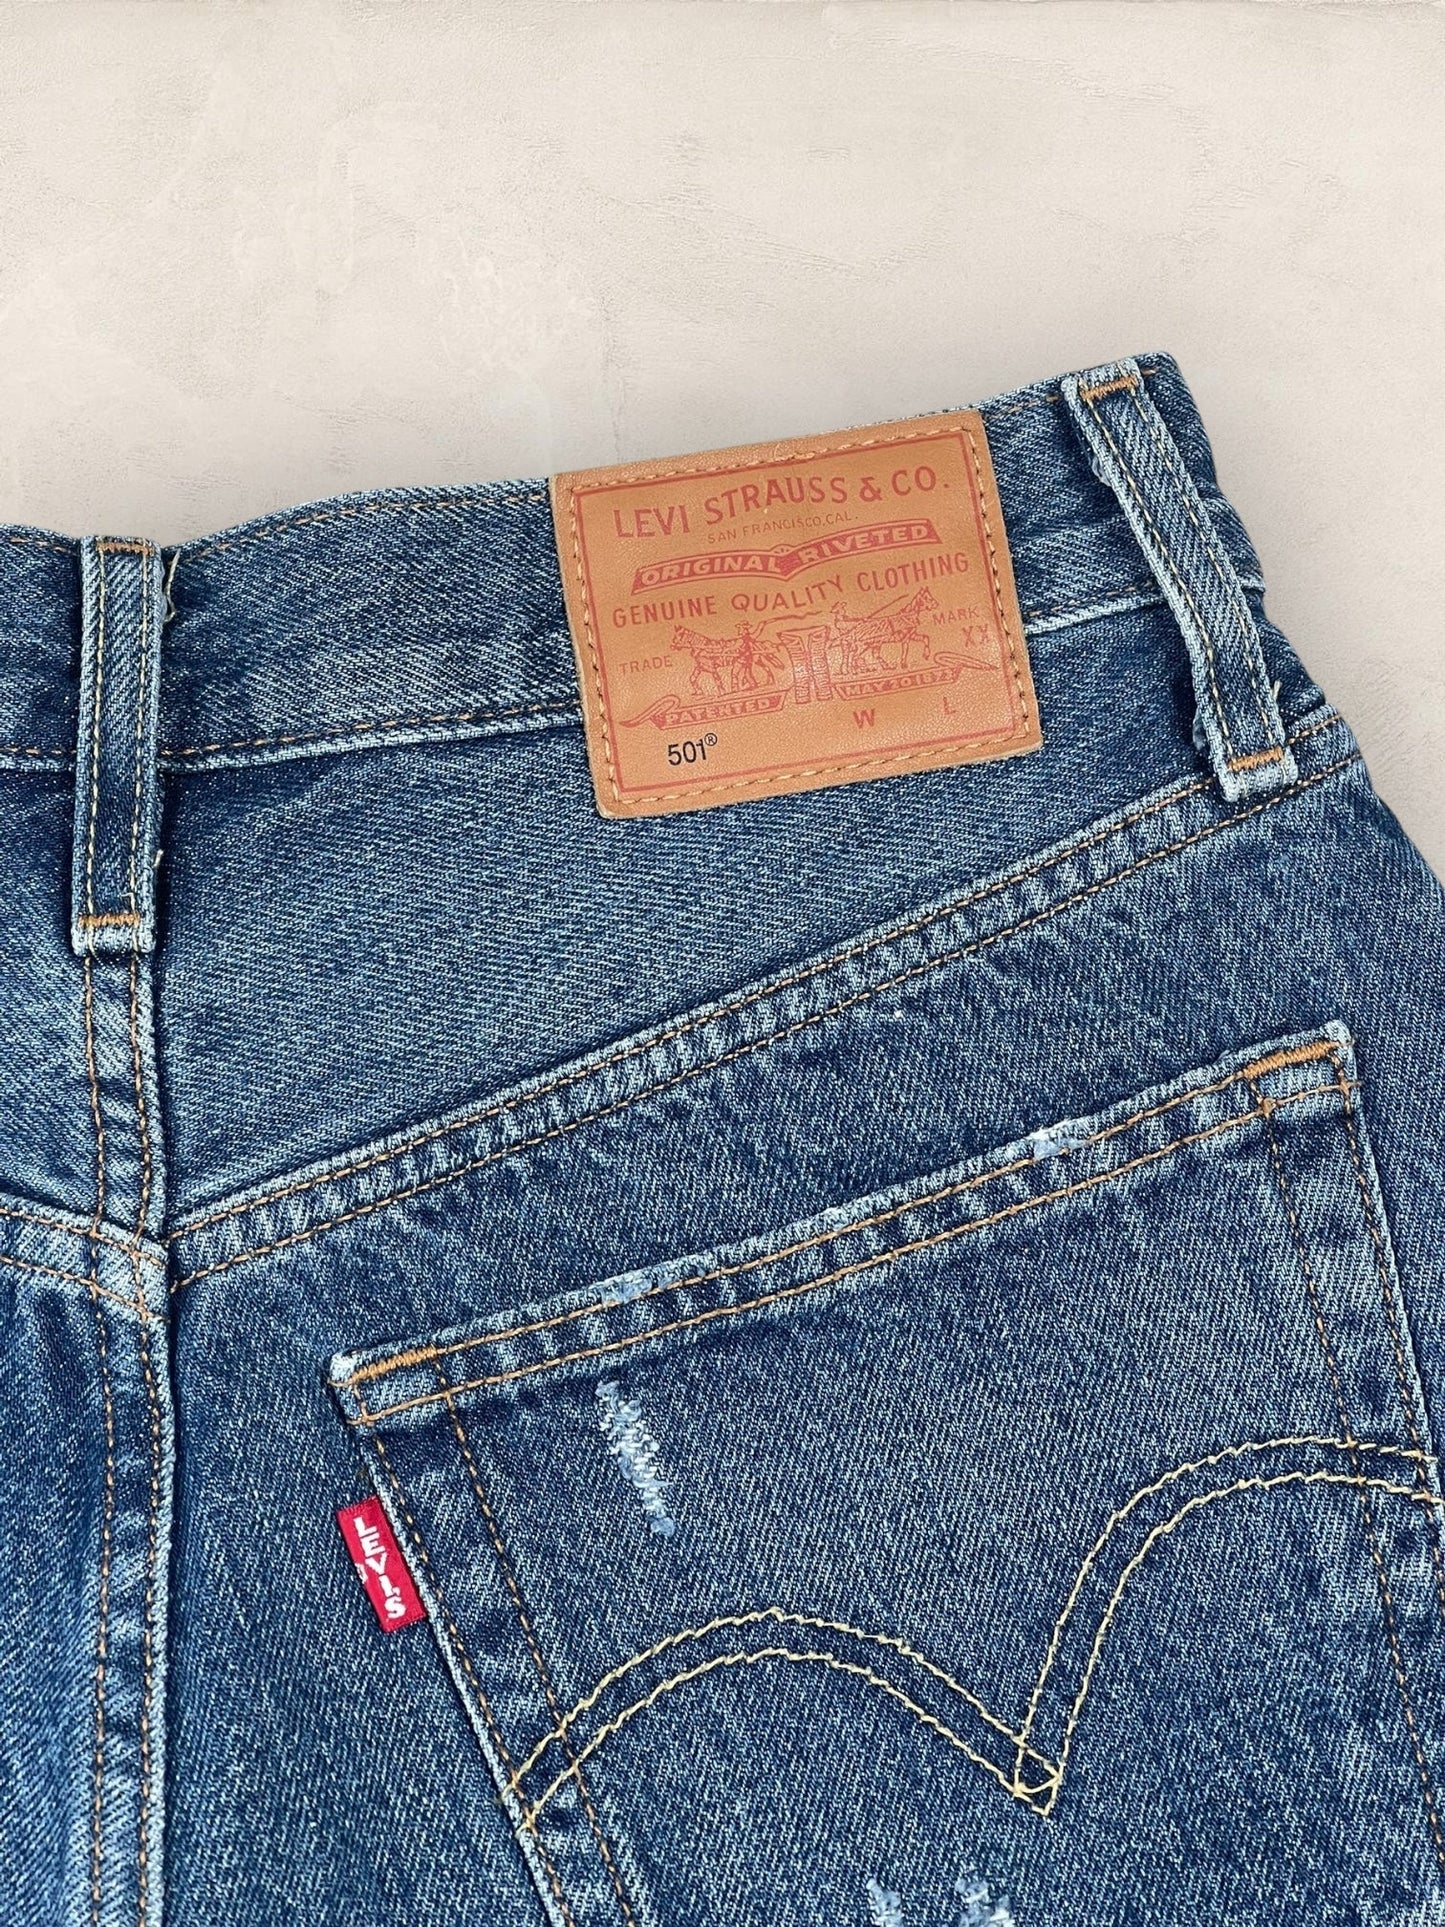 LEVI STRAUSS & CO.
SAN FRANCISCO, CAL.
ORIGINAL RIVETED
GENUINE QUALITY CLOTHING
TRADE MARK
XX
PATENTED MAY 20 1873
W L
501®
LEVI'S